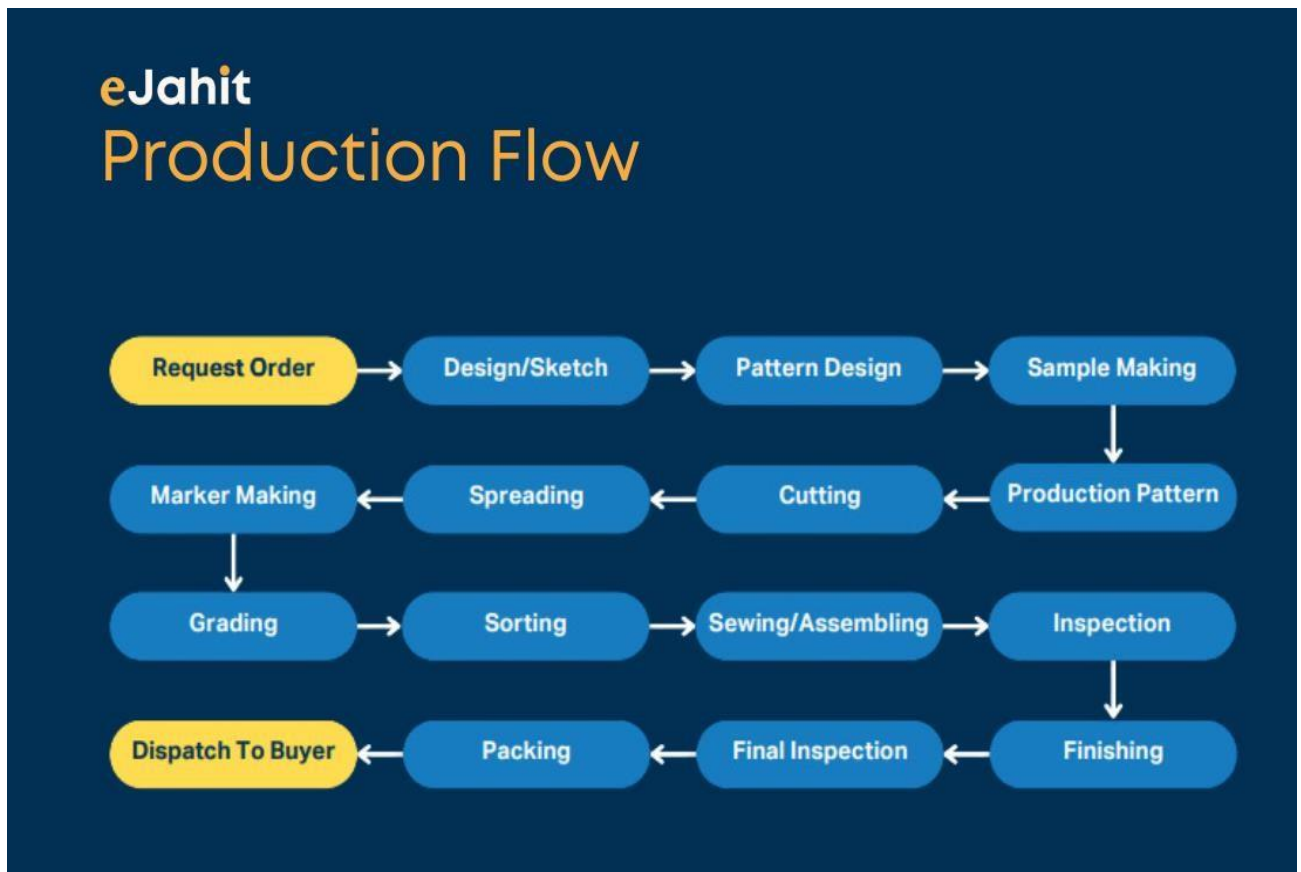 eJahit
Production Flow
Request Order
Design/Sketch
Pattern Design
Sample Making
Production Pattern
Cutting
Spreading
Marker Making
Grading
Sorting
Sewing/Assembling
Inspection
Finishing
Final Inspection
Packing
Dispatch To Buyer